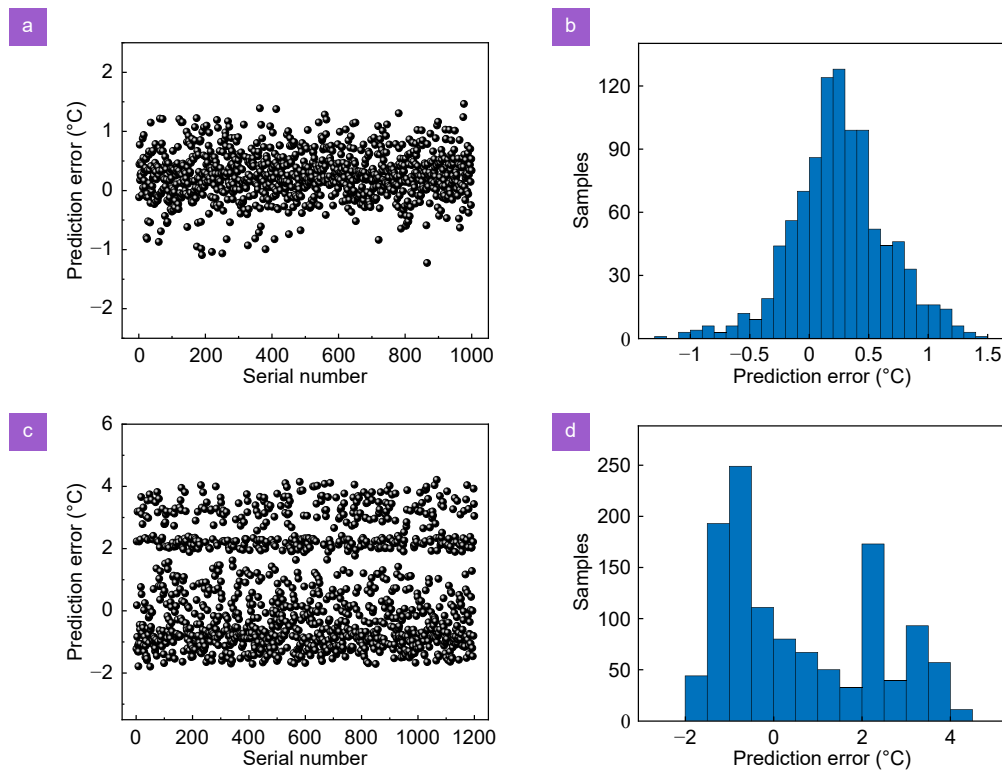 a
2
1
0
−1
−2
Prediction error (°C)
0 200 400 600 800 1000
Serial number
b
120
90
60
30
0
Samples
−1 −0.5 0 0.5 1 1.5
Prediction error (°C)
c
6
4
2
0
−2
Prediction error (°C)
0 200 400 600 800 1000 1200
Serial number
d
250
200
150
100
50
0
Samples
−2 0 2 4
Prediction error (°C)